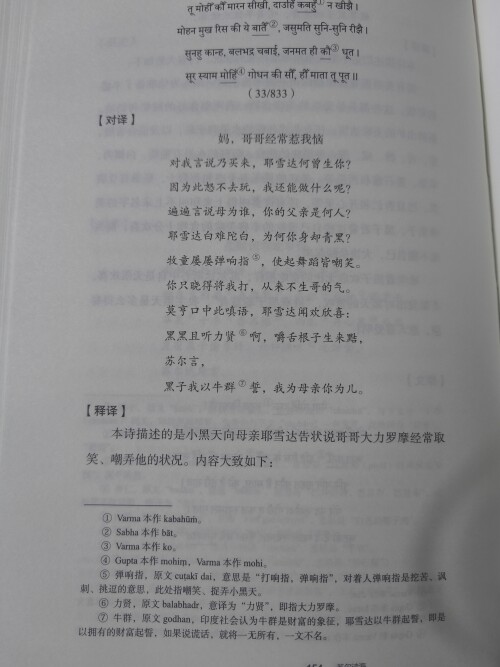 तू मोहीं कौं मारन सीखी, दाउहिं कबहुँ① न खीझै।
मोहन मुख रिस की ये बातैं②, जसुमति सुनि-सुनि रीझै।
सुनहु कान्ह, बलभद्र चबाई, जनमत ही कौ③ धूत।
सूर स्याम मोहिं④ गोधन की सौं, हौं माता तू पूत॥
(33/833)
【对译】
妈，哥哥经常惹我恼
对我言说乃买来，耶雪达何曾生你？
因为此怒不去玩，我还能做什么呢？
遍遍言说母为谁，你的父亲是何人？
耶雪达白难陀白，为何你身却青黑？
牧童屡屡弹响指⑤，使起舞蹈皆嘲笑。
你只晓得将我打，从来不生哥的气。
莫亨口中此嗔语，耶雪达闻欢欣喜：
黑黑且听力贤⑥啊，嚼舌根子生来黠，
苏尔言，
黑子我以牛群⑦誓，我为母亲你为儿。
【释译】
本诗描述的是小黑天向母亲耶雪达告状说哥哥大力罗摩经常取
笑、嘲弄他的状况。内容大致如下：
① Varma 本作 kabahūṁ。
② Sabha 本作 bāt。
③ Varma 本作 ko。
④ Gupta 本作 mohiṃ，Varma 本作 mohi。
⑤ 弹响指，原文 cuṭakī dai，意思是“打响指，弹响指”，对着人弹响指是挖苦、讽
刺、挑逗的意思，此处指嘲笑、捉弄小黑天。
⑥ 力贤，原文 balabhadr，意译为“力贤”，即指大力罗摩。
⑦ 牛群，原文 godhan，印度社会认为牛群是财富的象征，耶雪达以牛群起誓，即是
以拥有的财富起誓，如果说谎话，就将一无所有，一文不名。